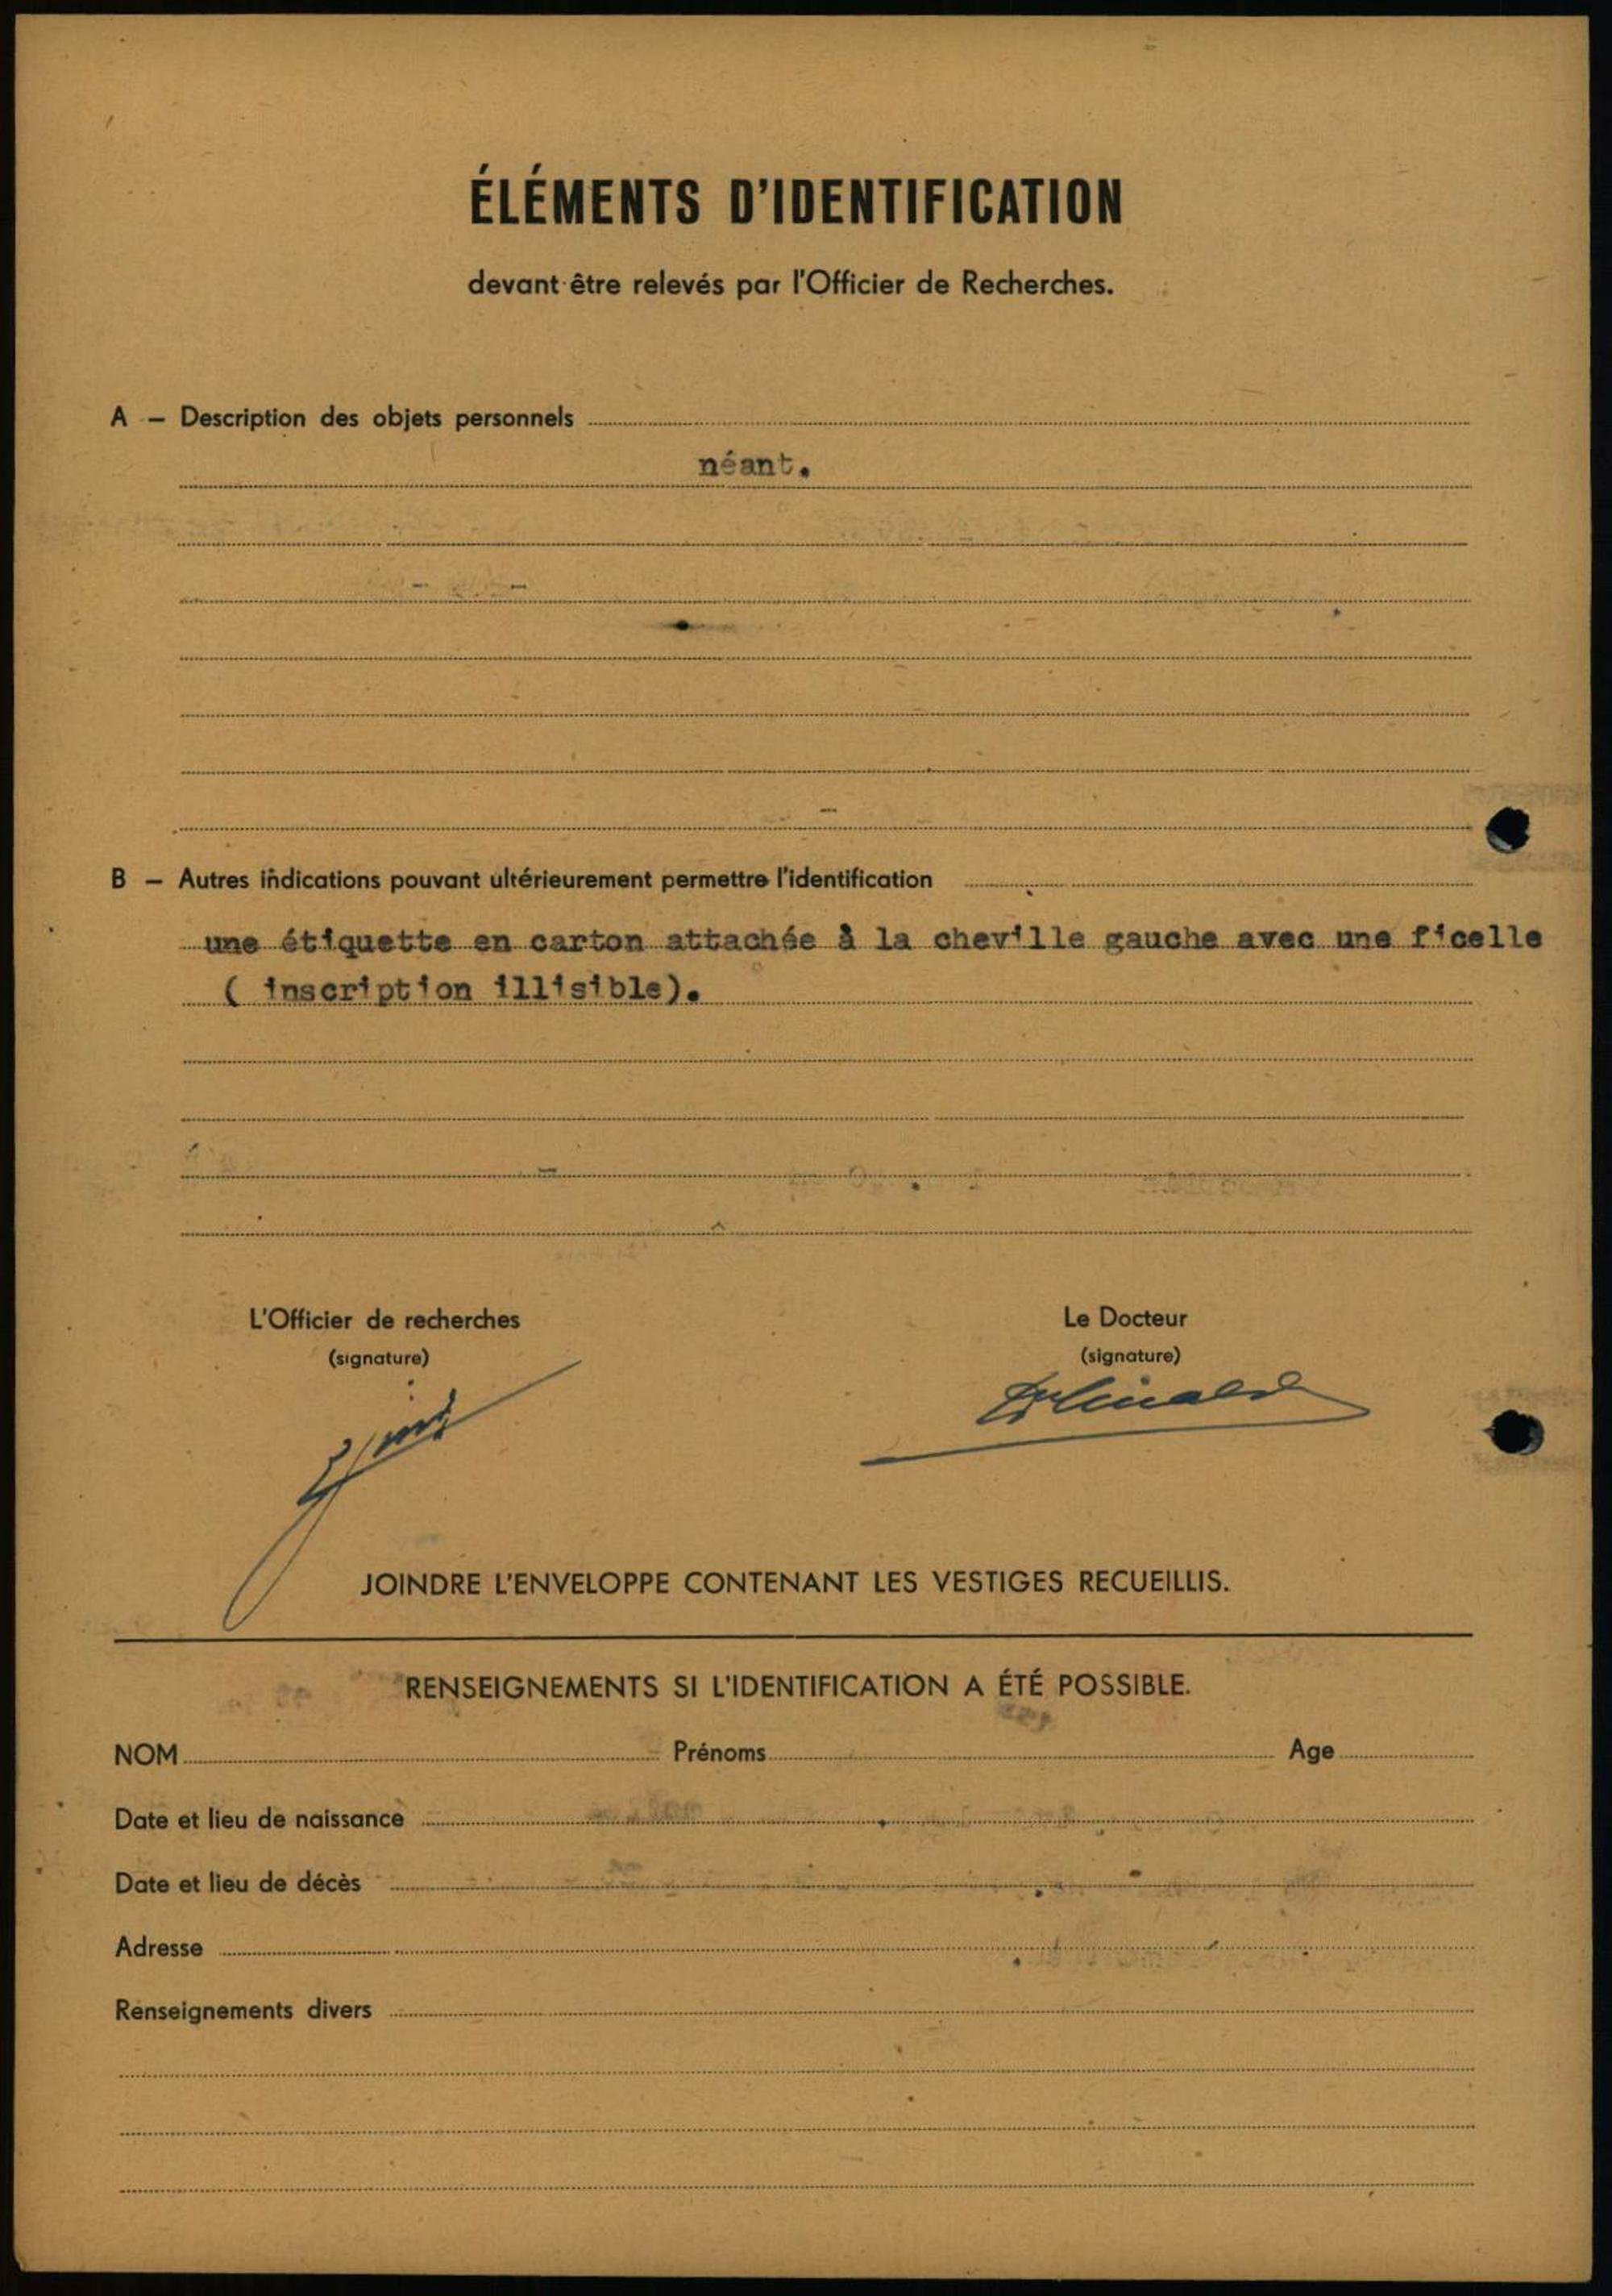 ÉLÉMENTS D'IDENTIFICATION
devant être relevés par l'Officier de Recherches.
A – Description des objets personnels
néant.
B – Autres indications pouvant ultérieurement permettre l'identification
une étiquette en carton attachée à la cheville gauche avec une ficelle
( inscription illisible).
L'Officier de recherches
Le Docteur
(signature)
(signature)
JOINDRE L'ENVELOPPE CONTENANT LES VESTIGES RECUEILLIS.
RENSEIGNEMENTS SI L'IDENTIFICATION A ÉTÉ POSSIBLE.
NOM Prénoms Age
Date et lieu de naissance
Date et lieu de décès
Adresse
Renseignements divers